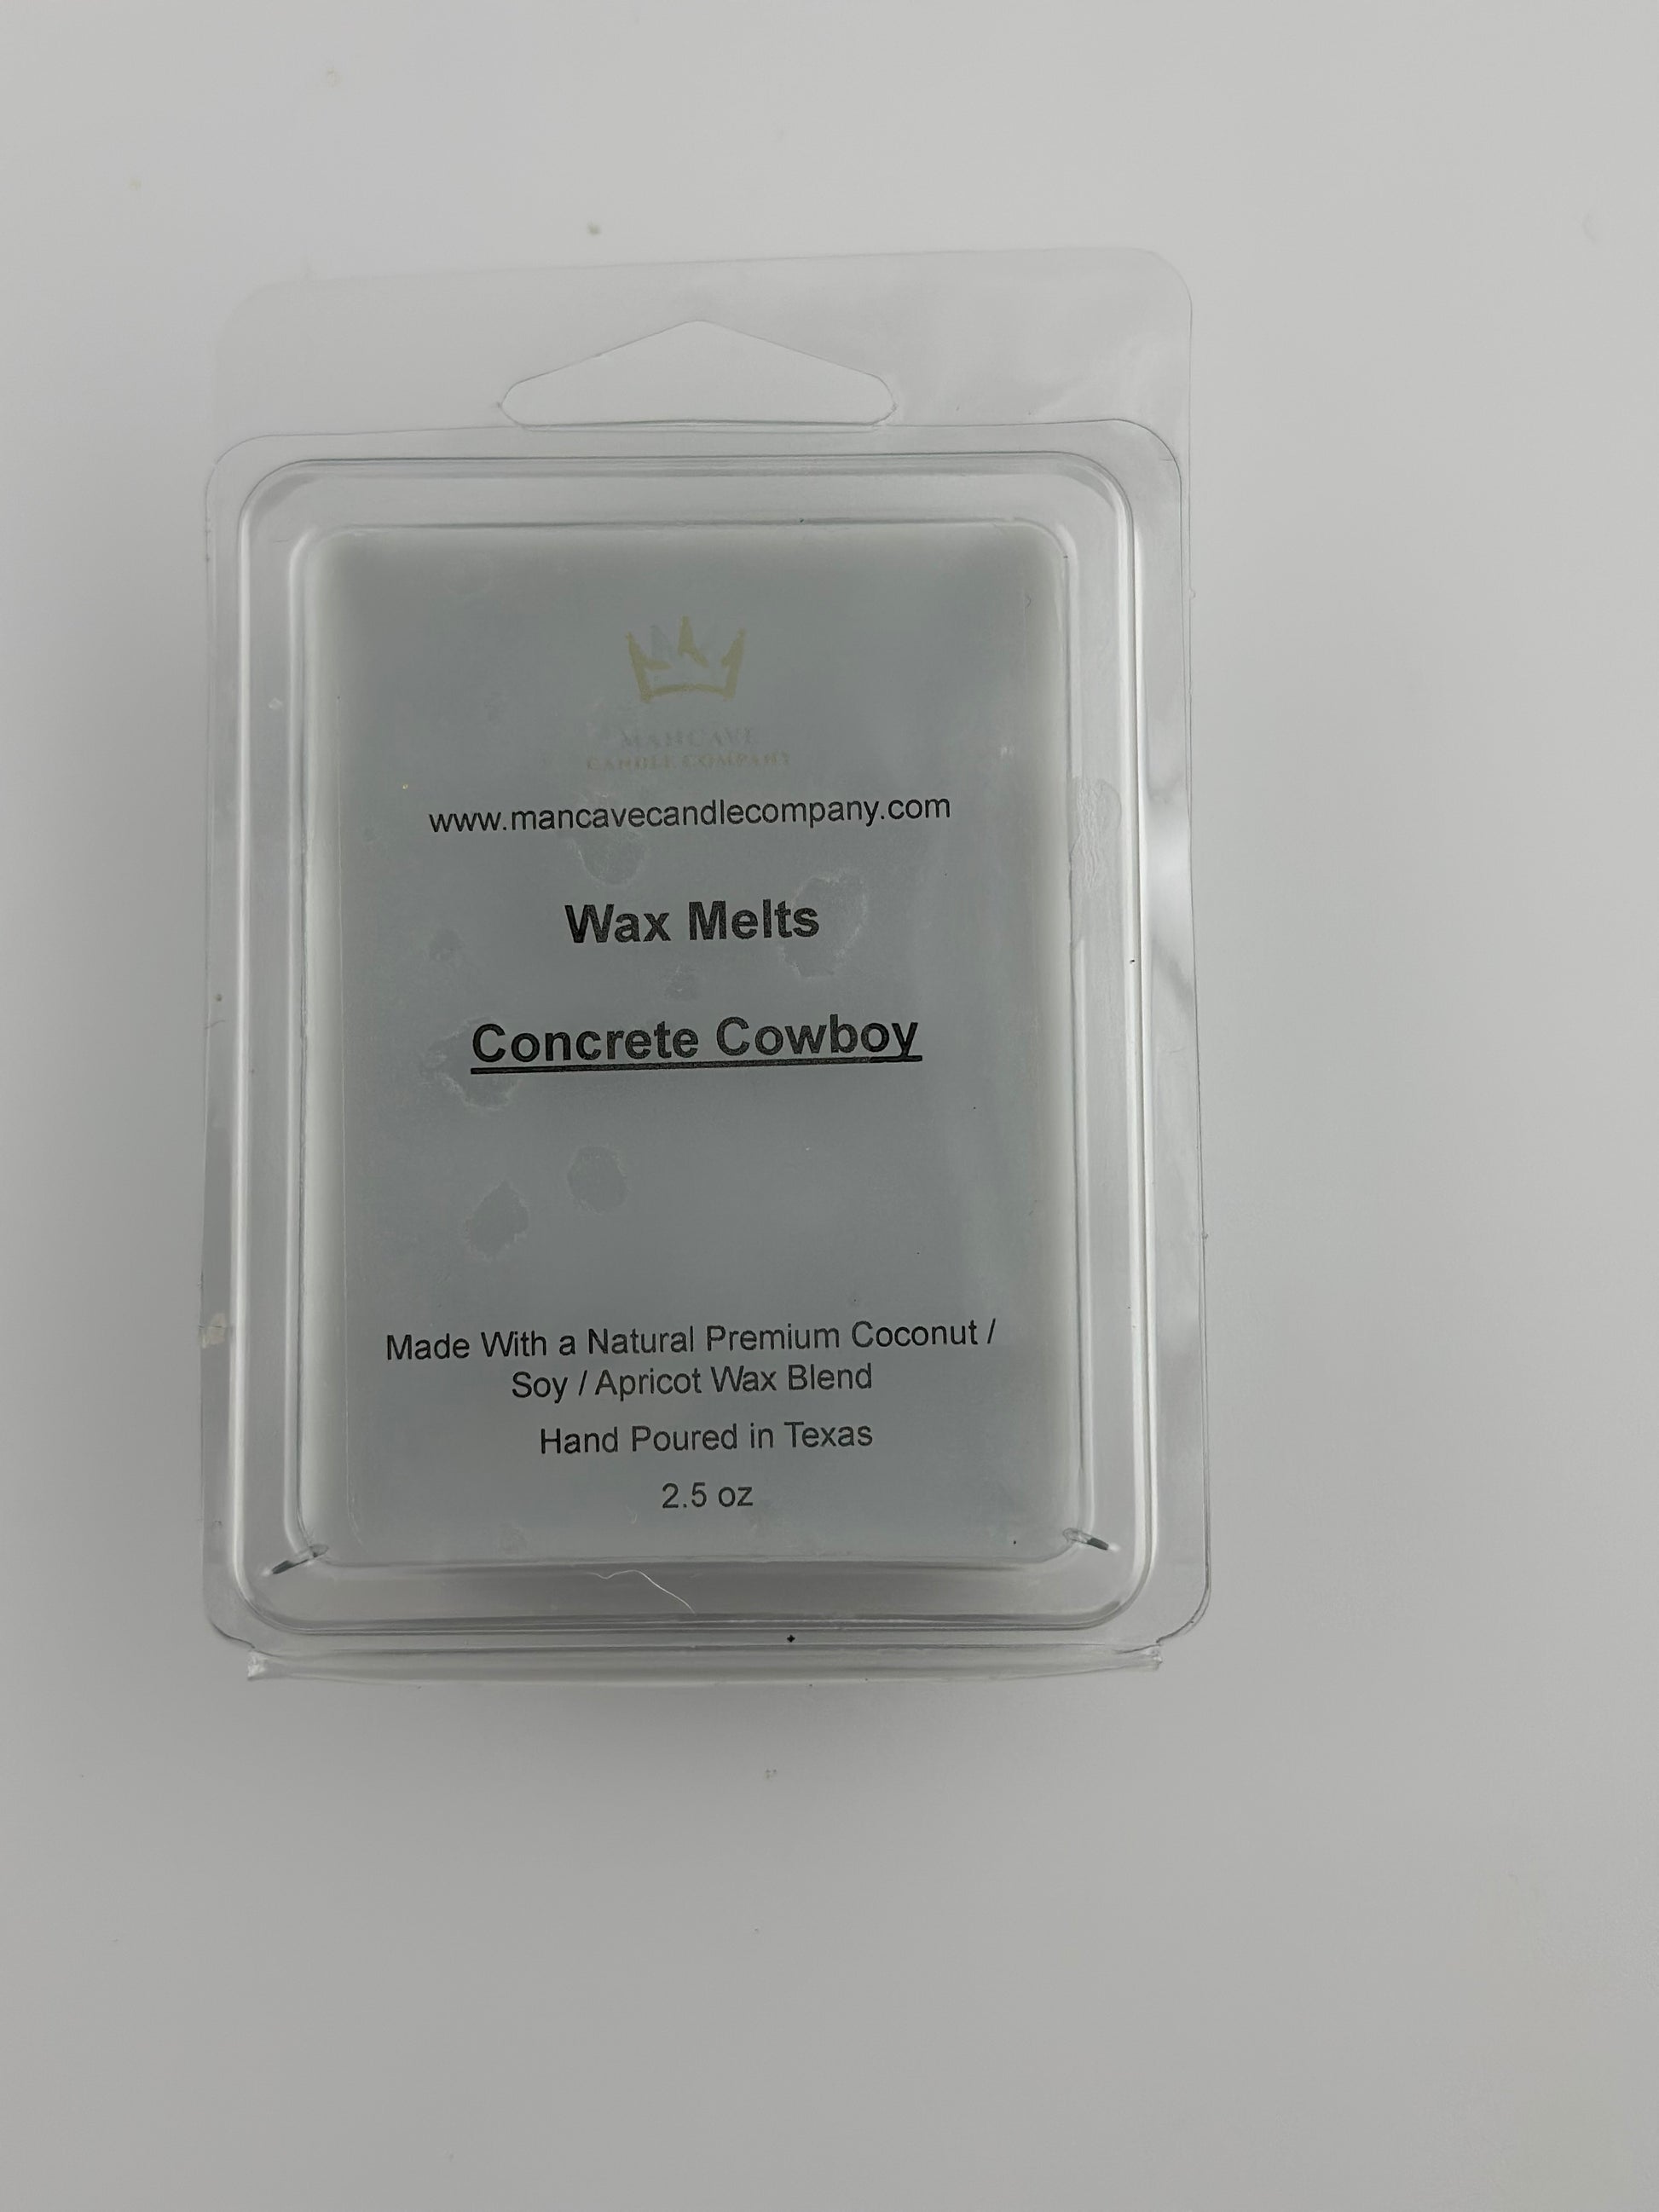 MANCAVE
CANDLE COMPANY
www.mancavecandlecompany.com
Wax Melts
Concrete Cowboy
Made With a Natural Premium Coconut /
Soy / Apricot Wax Blend
Hand Poured in Texas
2.5 oz